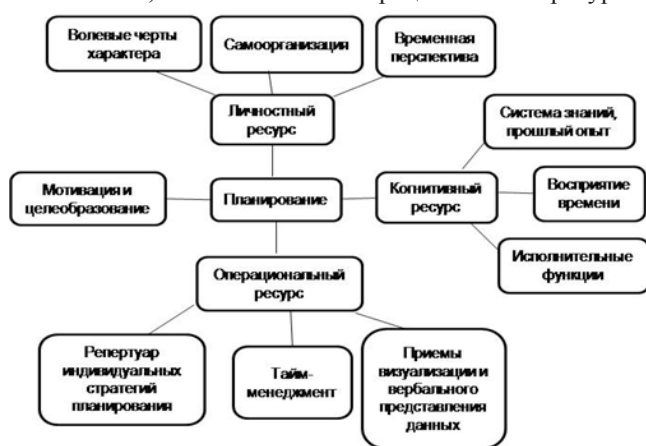 Волевые черты
характера
Самоорганизация
Временная
перспектива
Личностный
ресурс
Система знаний,
прошлый опыт
Мотивация и
целеобразование
Планирование
Когнитивный
ресурс
Восприятие
времени
Исполнительные
функции
Операциональный
ресурс
Репертуар
индивидуальных
стратегий
планирования
Тайм-
менеджмент
Приемы
визуализации и
вербального
представления
данных